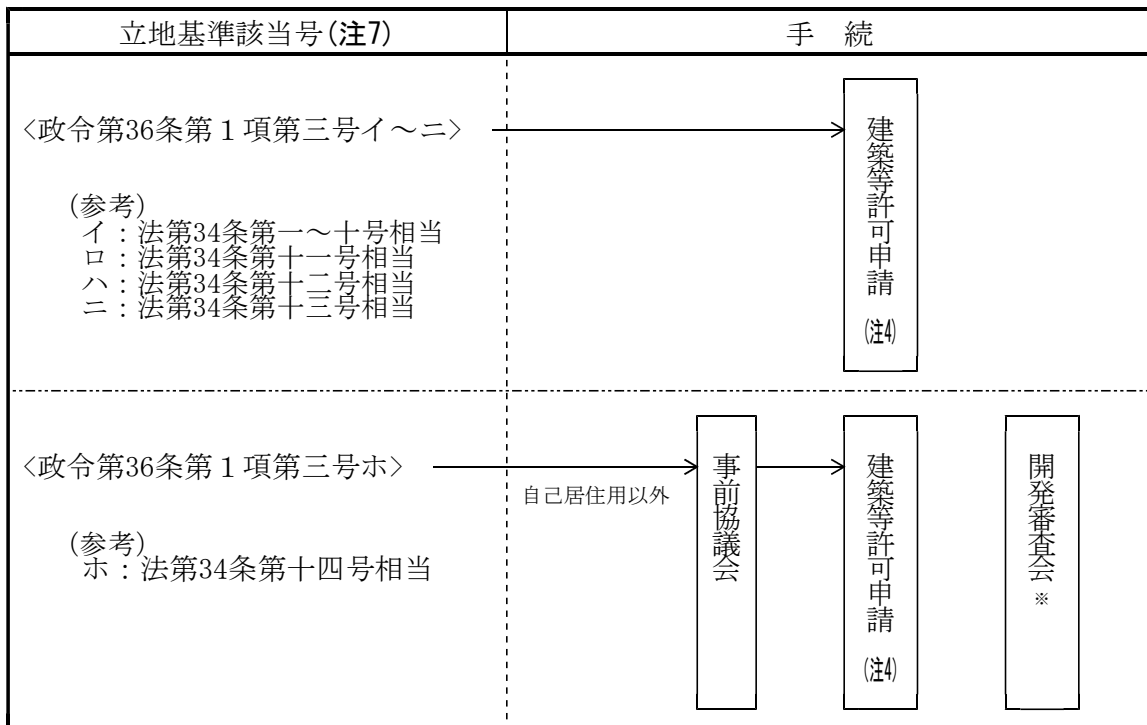 立地基準該当号(注7)
手　続
<政令第36条第１項第三号イ～ニ>
(参考)
イ：法第34条第一～十号相当
ロ：法第34条第十一号相当
ハ：法第34条第十二号相当
ニ：法第34条第十三号相当
建築等許可申請(注4)
<政令第36条第１項第三号ホ>
自己居住用以外
(参考)
ホ：法第34条第十四号相当
事前協議会
建築等許可申請(注4)
開発審査会※